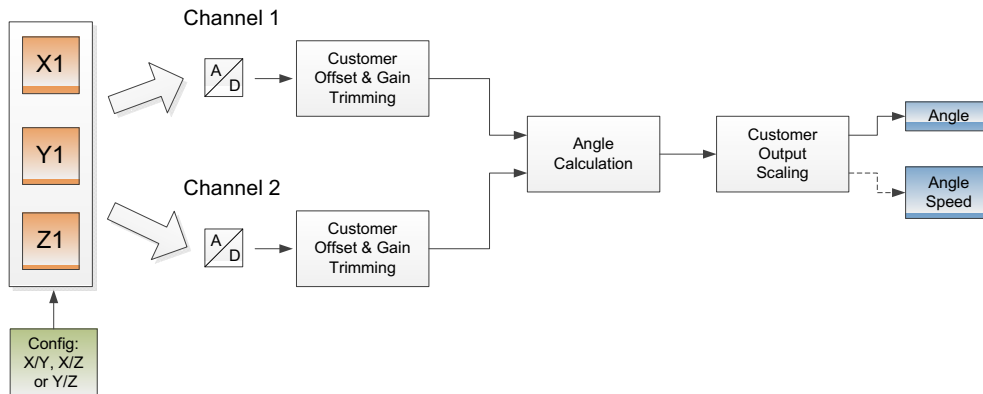 Channel 1
X1
Y1
Z1
A
D
Customer
Offset & Gain
Trimming
Channel 2
A
D
Customer
Offset & Gain
Trimming
Angle
Calculation
Customer
Output
Scaling
Angle
Angle
Speed
Config:
X/Y, X/Z
or Y/Z